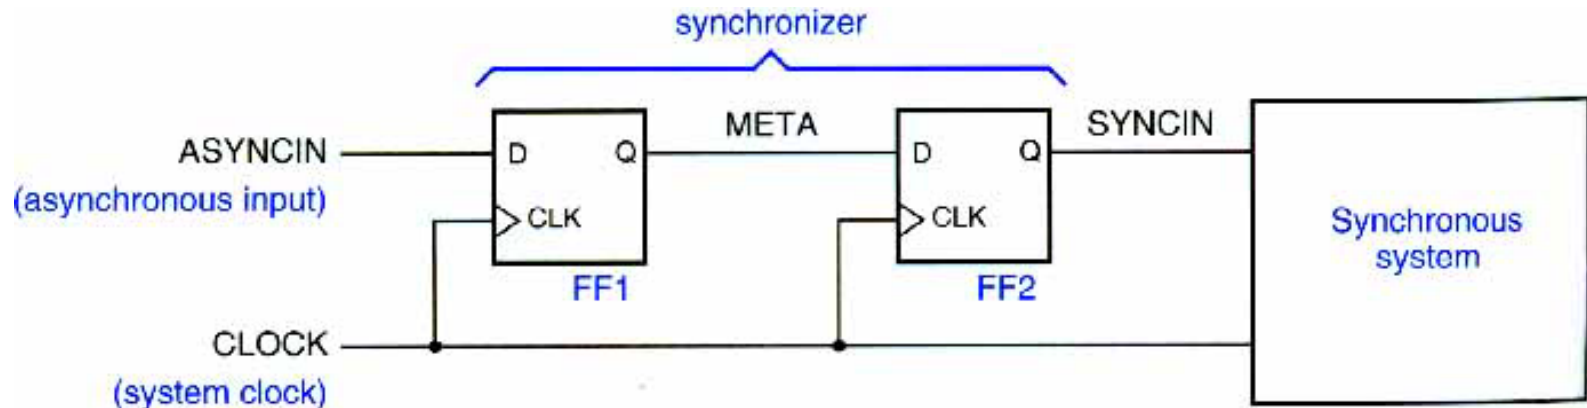 synchronizer
ASYNCIN
(asynchronous input)
D
Q
CLK
FF1
META
D
Q
CLK
FF2
SYNCIN
Synchronous
system
CLOCK
(system clock)